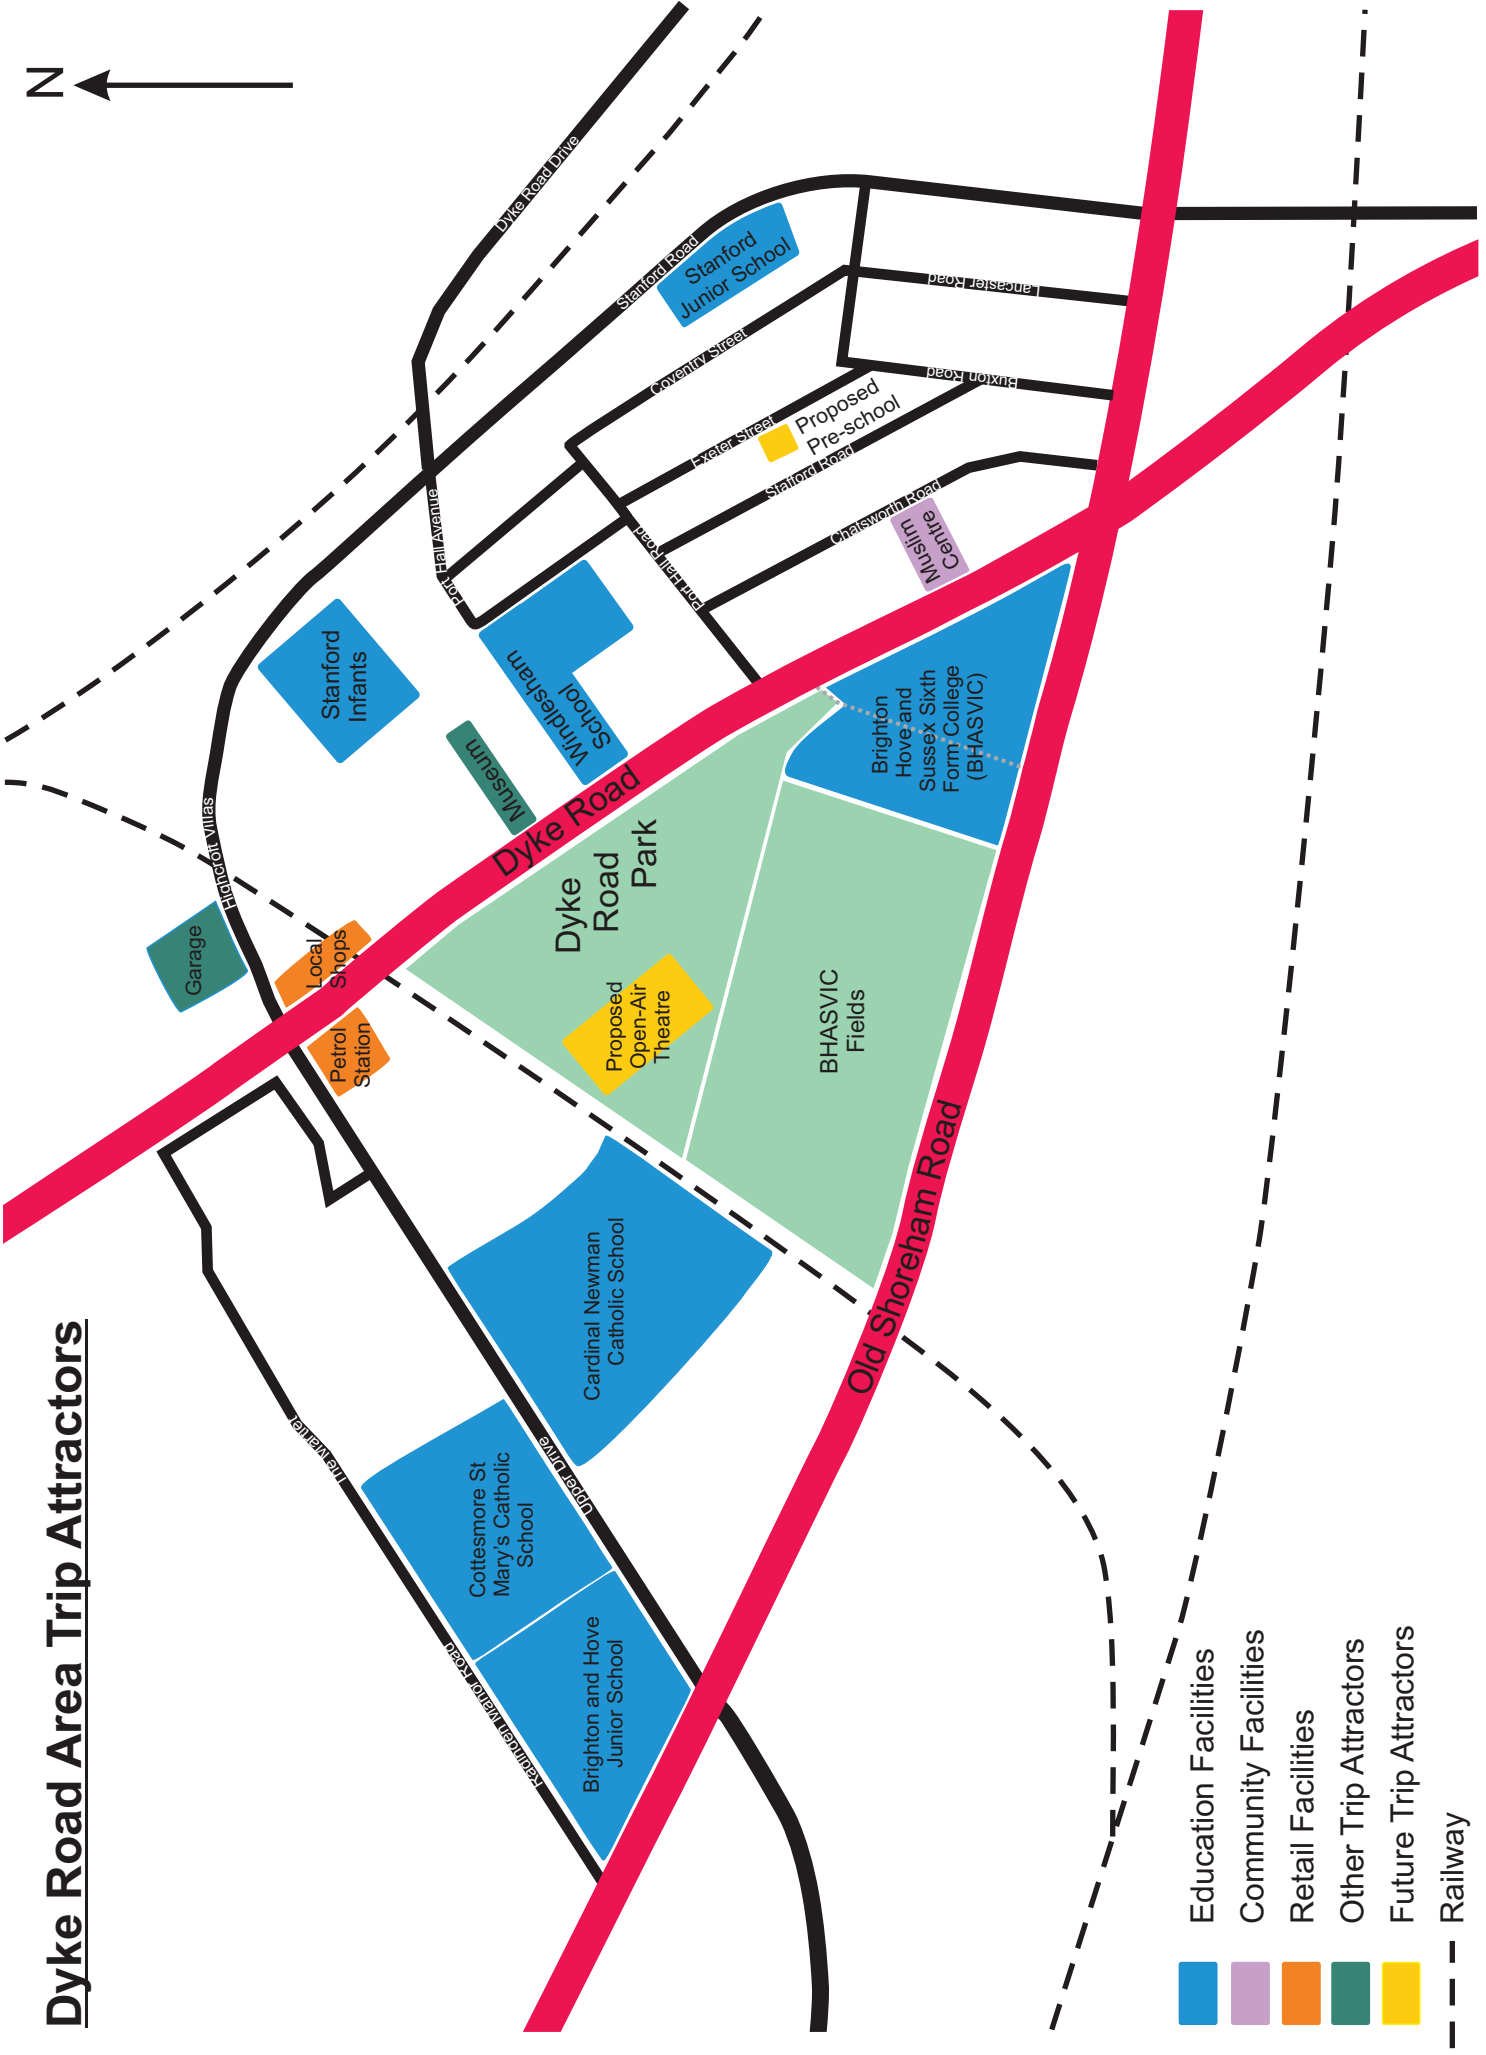 Dyke Road Area Trip Attractors
N
Dyke Road Drive
Stanford Road
Stanford
Junior School
Lancaster Road
Coventry Street
Buxton Road
Exeter Street
Proposed
Pre-school
Stafford Road
Chatsworth Road
Muslim
Centre
Port Hall Avenue
Port Hall Road
Stanford
Infants
Windlesham
School
Museum
Dyke Road
Highcroft Villas
Garage
Local
Shops
Petrol
Station
Dyke
Road
Park
Proposed
Open-Air
Theatre
BHASVIC
Fields
Brighton
Hove and
Sussex Sixth
Form College
(BHASVIC)
Old Shoreham Road
Cardinal Newman
Catholic School
Upper Drive
The Martlet
Cottesmore St
Mary's Catholic
School
Radinden Manor Road
Brighton and Hove
Junior School
Education Facilities
Community Facilities
Retail Facilities
Other Trip Attractors
Future Trip Attractors
Railway